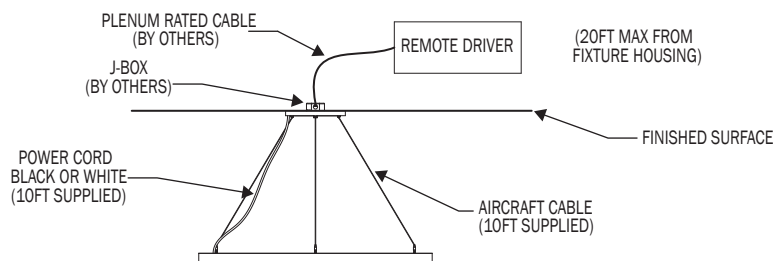 PLENUM RATED CABLE
(BY OTHERS)
REMOTE DRIVER
(20FT MAX FROM
FIXTURE HOUSING)
J-BOX
(BY OTHERS)
FINISHED SURFACE
POWER CORD
BLACK OR WHITE
(10FT SUPPLIED)
AIRCRAFT CABLE
(10FT SUPPLIED)